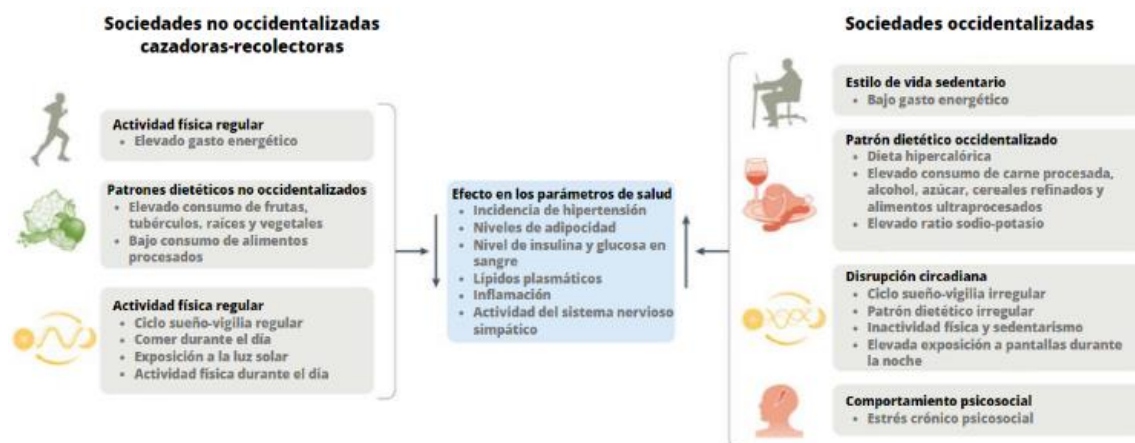 Sociedades no occidentalizadas
cazadoras-recolectoras
Actividad física regular
• Elevado gasto energético
Patrones dietéticos no occidentalizados
• Elevado consumo de frutas,
tubérculos, raíces y vegetales
• Bajo consumo de alimentos
procesados
Actividad física regular
• Ciclo sueño-vigilia regular
• Comer durante el día
• Exposición a la luz solar
• Actividad física durante el día
Efecto en los parámetros de salud
• Incidencia de hipertensión
• Niveles de adipocidad
• Nivel de insulina y glucosa en
sangre
• Lípidos plasmáticos
• Inflamación
• Actividad del sistema nervioso
simpático
Sociedades occidentalizadas
Estilo de vida sedentario
• Bajo gasto energético
Patrón dietético occidentalizado
• Dieta hipercalórica
• Elevado consumo de carne procesada,
alcohol, azúcar, cereales refinados y
alimentos ultraprocesados
• Elevado ratio sodio-potasio
Disrupción circadiana
• Ciclo sueño-vigilia irregular
• Patrón dietético irregular
• Inactividad física y sedentarismo
• Elevada exposición a pantallas durante
la noche
Comportamiento psicosocial
• Estrés crónico psicosocial